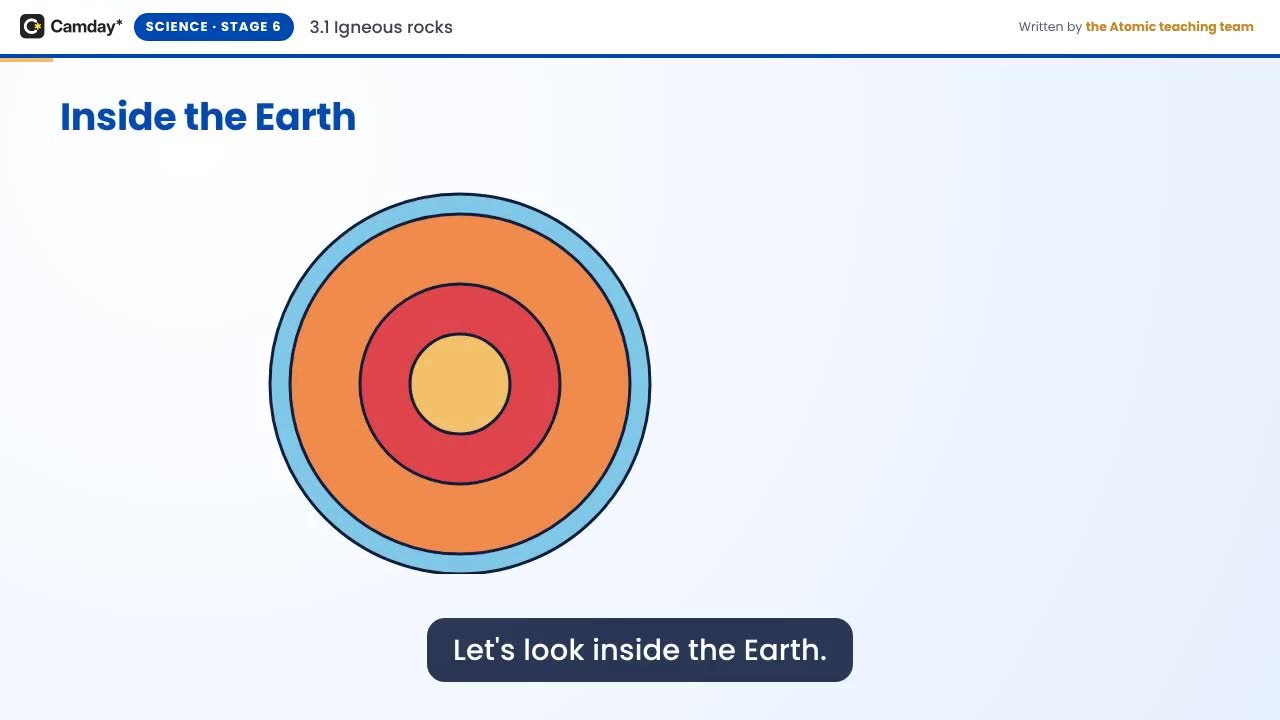 Camday*
SCIENCE · STAGE 6
3.1 Igneous rocks
Written by the Atomic teaching team
Inside the Earth
Let's look inside the Earth.